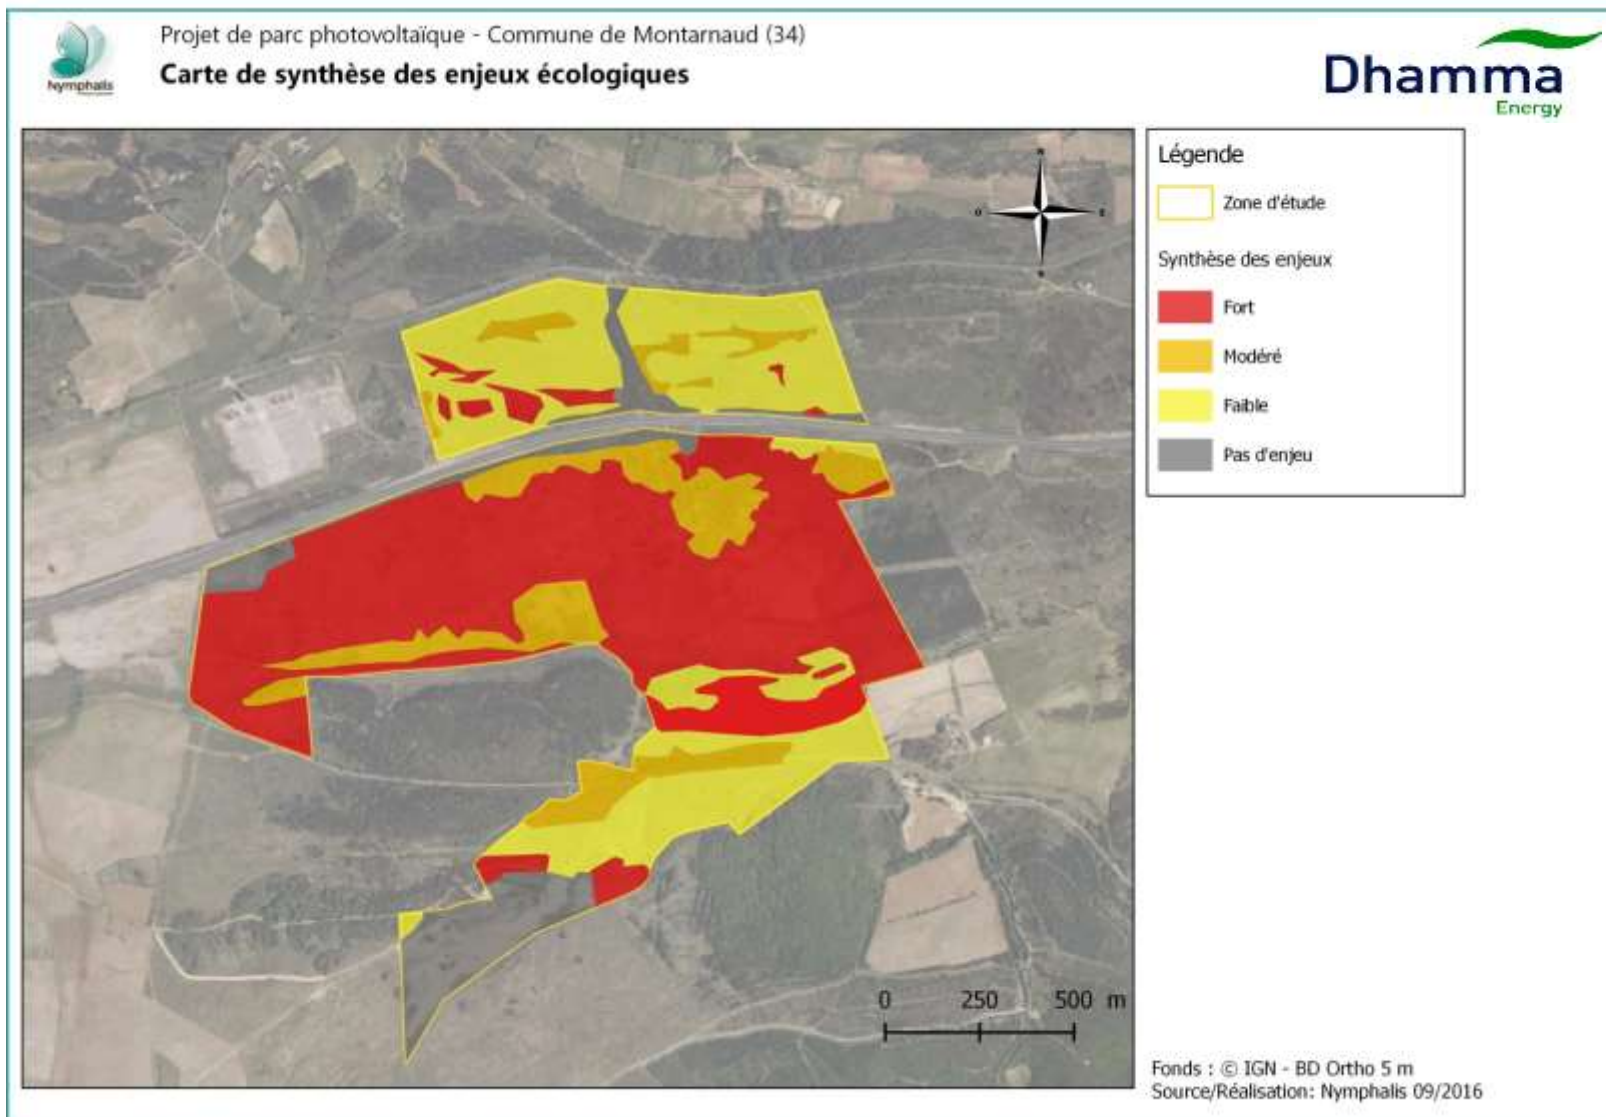 Projet de parc photovoltaïque - Commune de Montarnaud (34)
Carte de synthèse des enjeux écologiques
Nymphalis
Dhamma
Energy
Légende
Zone d'étude
Synthèse des enjeux
Fort
Modéré
Faible
Pas d'enjeu
N
O
E
S
0 250 500 m
Fonds : © IGN - BD Ortho 5 m
Source/Réalisation: Nymphalis 09/2016